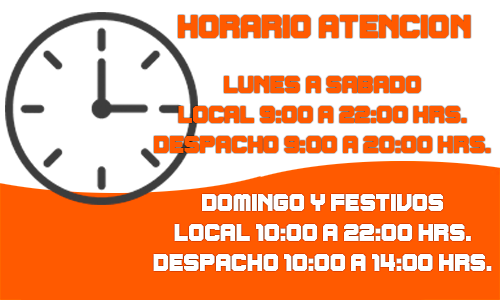 HORARIO ATENCION
LUNES A SABADO
LOCAL 9:00 A 22:00 HRS.
DESPACHO 9:00 A 20:00 HRS.
DOMINGO Y FESTIVOS
LOCAL 10:00 A 22:00 HRS.
DESPACHO 10:00 A 14:00 HRS.